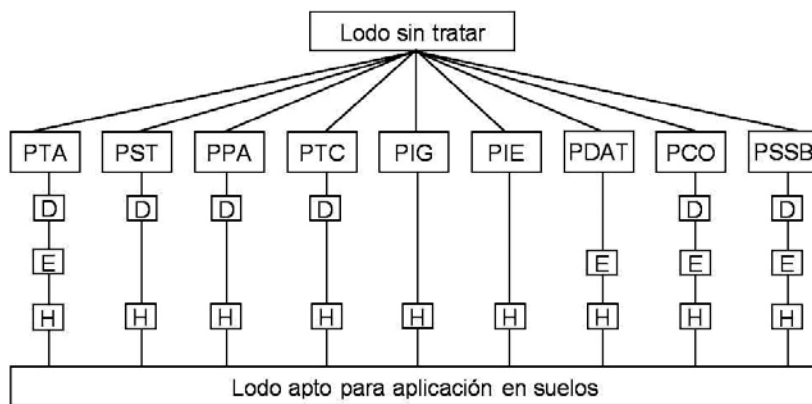 Lodo sin tratar
PTA PST PPA PTC PIG PIE PDAT PCO PSSB
D D D D D D
E E E E
H H H H H H H H H
Lodo apto para aplicación en suelos